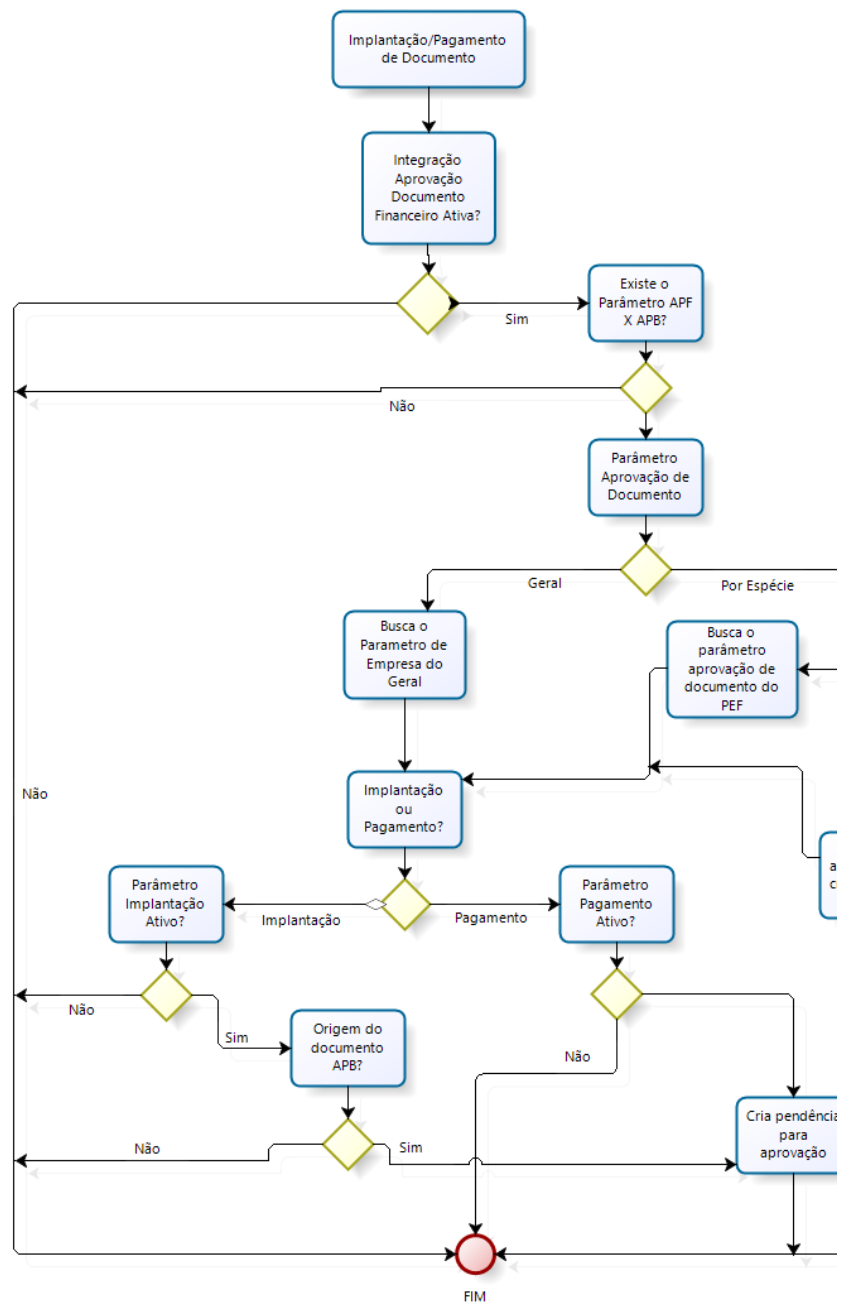 Implantação/Pagamento
de Documento
Integração
Aprovação
Documento
Financeiro Ativa?
Existe o
Parâmetro APF
X APB?
Sim
Não
Parâmetro
Aprovação de
Documento
Geral
Por Espécie
Busca o
Parametro de
Empresa do
Geral
Busca o
parâmetro
aprovação de
documento do
PEF
Não
Implantação
ou
Pagamento?
Parâmetro
Implantação
Ativo?
Implantação
Pagamento
Parâmetro
Pagamento
Ativo?
Não
Sim
Origem do
documento
APB?
Não
Não
Sim
Cria pendência
para
aprovação
FIM